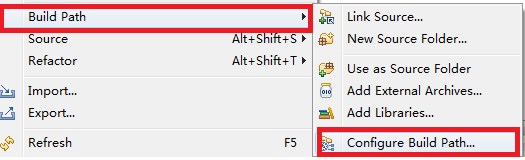 Build Path
Source Alt+Shift+S
Refactor Alt+Shift+T
Import...
Export...
Refresh F5
Link Source...
New Source Folder...
Use as Source Folder
Add External Archives...
Add Libraries...
Configure Build Path...